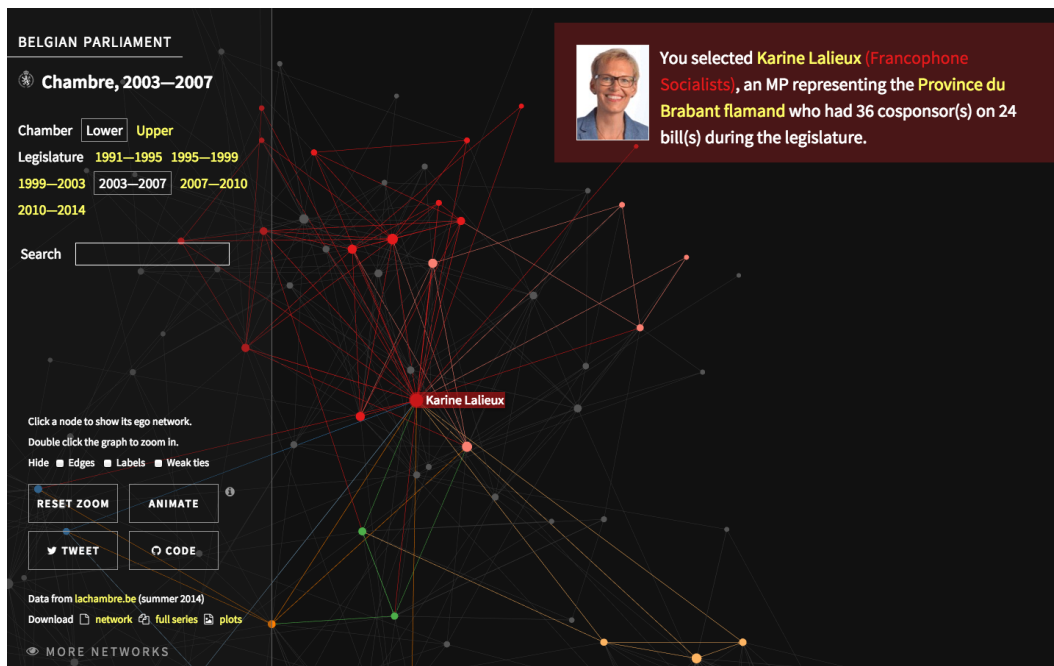 BELGIAN PARLIAMENT
Chambre, 2003—2007
Chamber Lower Upper
Legislature 1991—1995 1995—1999
1999—2003 2003—2007 2007—2010
2010—2014
Search
You selected Karine Lalieux (Francophone
Socialists), an MP representing the Province du
Brabant flamand who had 36 cosponsor(s) on 24
bill(s) during the legislature.
Karine Lalieux
Click a node to show its ego network.
Double click the graph to zoom in.
Hide Edges Labels Weak ties
RESET ZOOM ANIMATE
TWEET CODE
Data from lachambre.be (summer 2014)
Download network full series plots
MORE NETWORKS